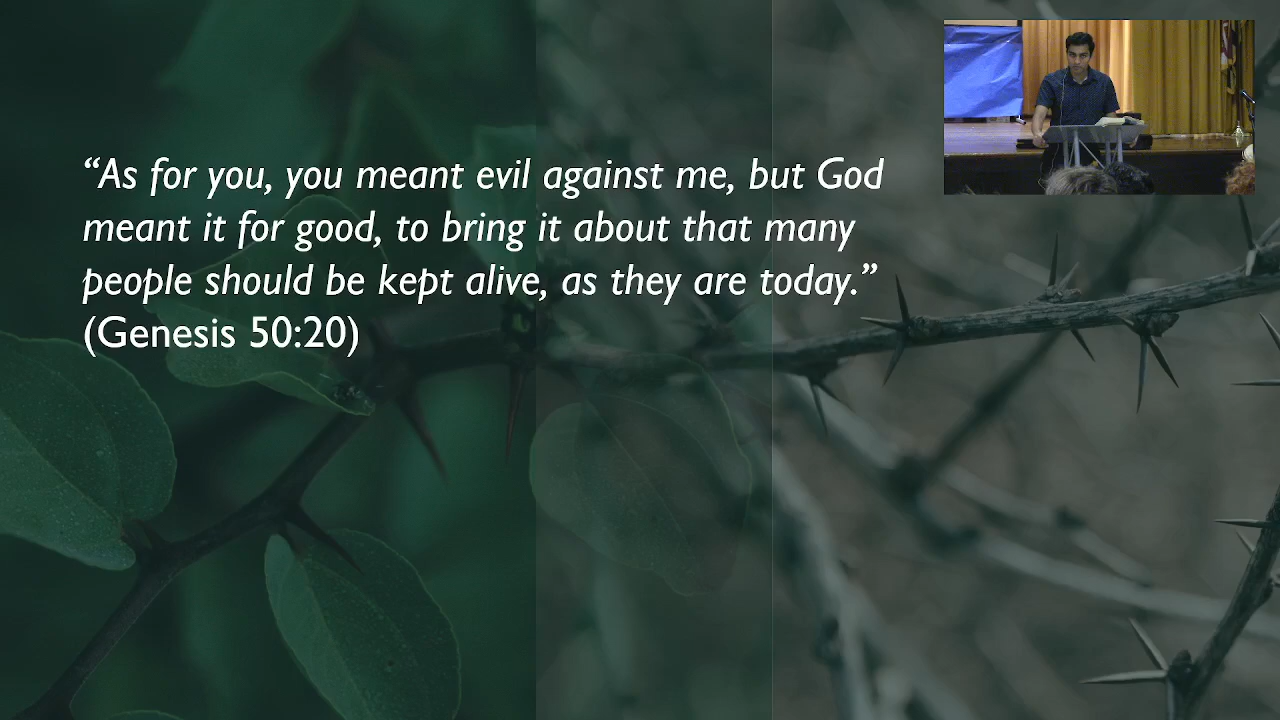 “As for you, you meant evil against me, but God
meant it for good, to bring it about that many
people should be kept alive, as they are today.”
(Genesis 50:20)